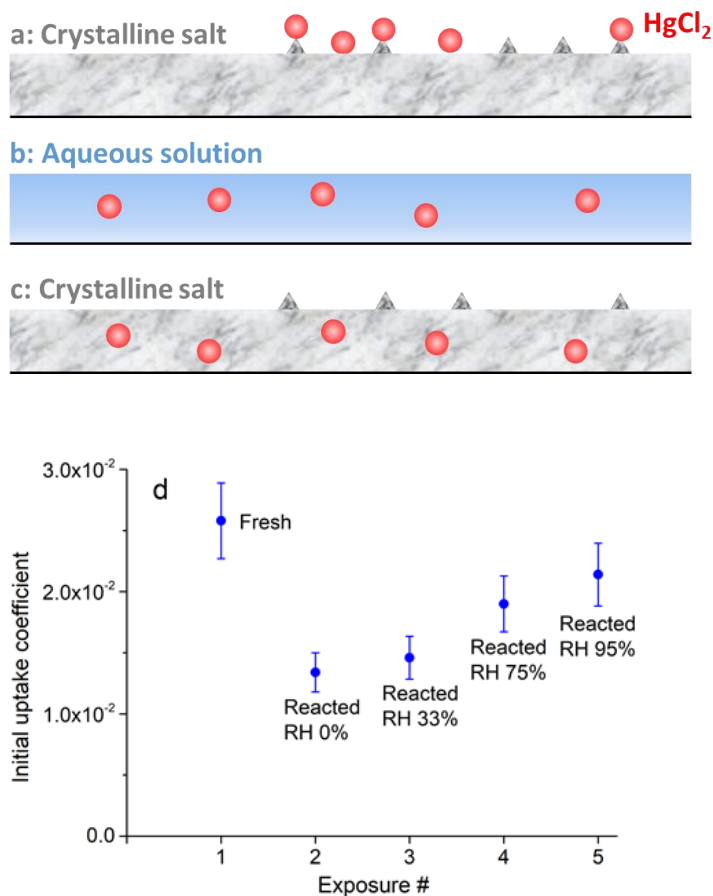 a: Crystalline salt
HgCl₂
b: Aqueous solution
c: Crystalline salt
d
Initial uptake coefficient
3.0x10⁻²
2.0x10⁻²
1.0x10⁻²
0.0
Fresh
Reacted
RH 0%
Reacted
RH 33%
Reacted
RH 75%
Reacted
RH 95%
1 2 3 4 5
Exposure #